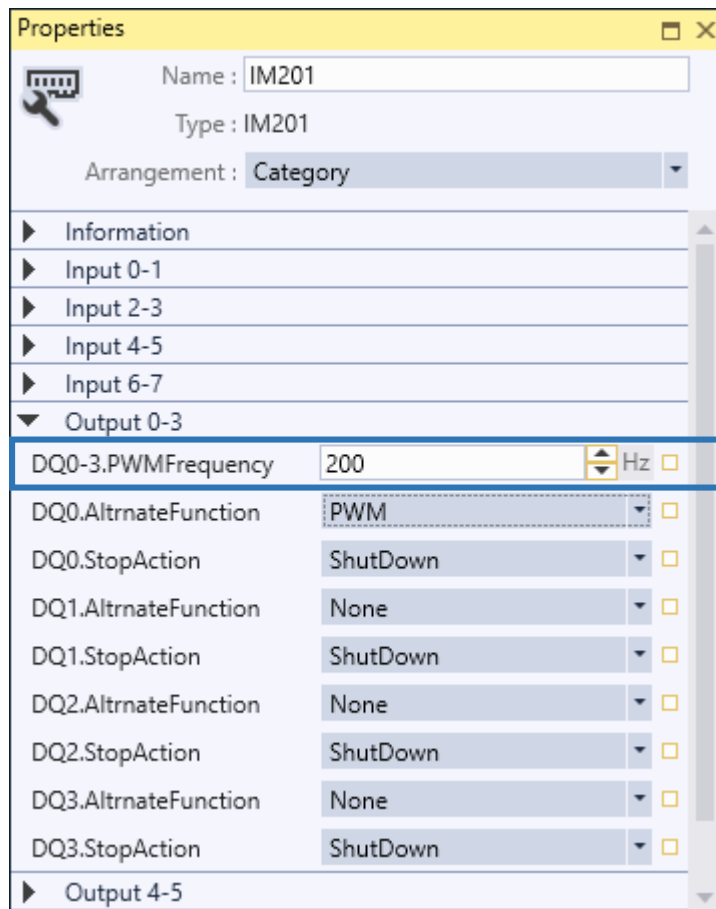 Properties
Name : IM201
Type : IM201
Arrangement : Category
Information
Input 0-1
Input 2-3
Input 4-5
Input 6-7
Output 0-3
DQ0-3.PWMFrequency 200 Hz
DQ0.AltrnateFunction PWM
DQ0.StopAction ShutDown
DQ1.AltrnateFunction None
DQ1.StopAction ShutDown
DQ2.AltrnateFunction None
DQ2.StopAction ShutDown
DQ3.AltrnateFunction None
DQ3.StopAction ShutDown
Output 4-5